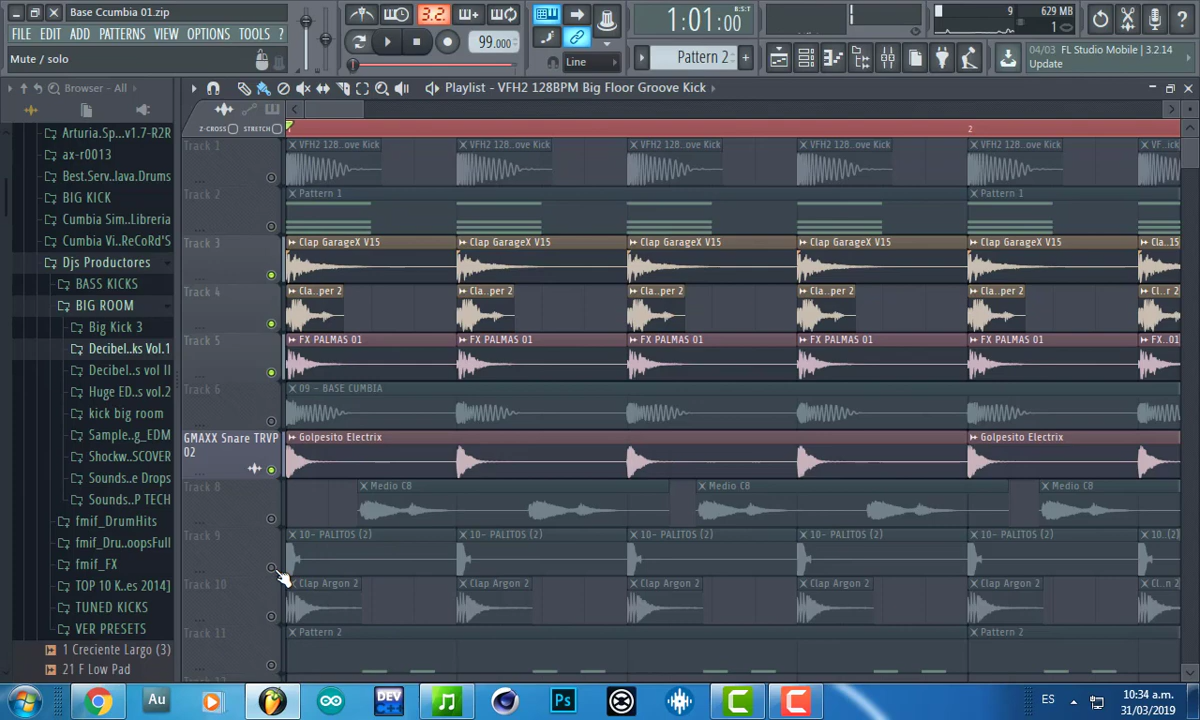 Base Ccumbia 01.zip
FILE EDIT ADD PATTERNS VIEW OPTIONS TOOLS ?
Mute / solo
3.2.
99.000
Line
1:01:00
B:S:T
Pattern 2
9
629 MB
1
04/03 FL Studio Mobile | 3.2.14
Update
Browser - All
Playlist - VFH2 128BPM Big Floor Groove Kick
Z-CROSS STRETCH
2
Arturia.Sp...v1.7-R2R
ax-r0013
Best.Serv..Iava.Drums
BIG KICK
Cumbia Sim..Libreria
Cumbia Vi..ReCoRd'S
Djs Productores
BASS KICKS
BIG ROOM
Big Kick 3
Decibel..ks Vol.1
Decibel..s vol II
Huge ED..s vol.2
kick big room
Sample..g_EDM
Shockw..SCOVER
Sounds..e Drops
Sounds..P TECH
fmif_DrumHits
fmif_Dru..oopsFull
fmif_FX
TOP 10 K..es 2014]
TUNED KICKS
VER PRESETS
1 Creciente Largo (3)
21 F Low Pad
Track 1
VFH2 128..ove Kick VFH2 128..ove Kick VFH2 128..ove Kick VFH2 128..ove Kick VFH2 128..ove Kick VF..ick
Track 2
Pattern 1 Pattern 1
Track 3
Clap GarageX V15 Clap GarageX V15 Clap GarageX V15 Clap GarageX V15 Clap GarageX V15 Cla..15
Track 4
Cla..per 2 Cla..per 2 Cla..per 2 Cla..per 2 Cla..per 2 Cl..r 2
Track 5
FX PALMAS 01 FX PALMAS 01 FX PALMAS 01 FX PALMAS 01 FX PALMAS 01 FX..01
Track 6
09 - BASE CUMBIA
GMAXX Snare TRVP
02
Golpesito Electrix Golpesito Electrix
Track 8
Medio C8 Medio C8 Medio C8
Track 9
10- PALITOS (2) 10- PALITOS (2) 10- PALITOS (2) 10- PALITOS (2) 10- PALITOS (2) 10..(2)
Track 10
Clap Argon 2 Clap Argon 2 Clap Argon 2 Clap Argon 2 Clap Argon 2 Cl..n 2
Track 11
Pattern 2 Pattern 2
Au
DEV
Ps
ES
10:34 a.m.
31/03/2019